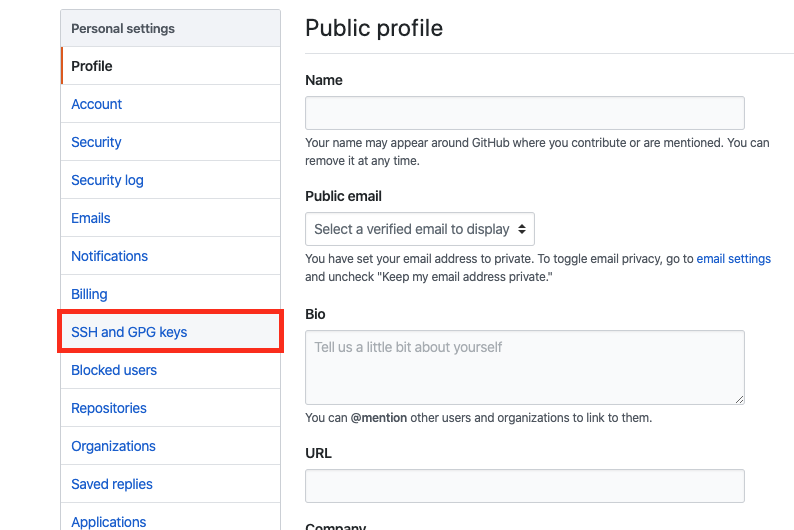 Personal settings
Profile
Account
Security
Security log
Emails
Notifications
Billing
SSH and GPG keys
Blocked users
Repositories
Organizations
Saved replies
Applications
Public profile
Name
Your name may appear around GitHub where you contribute or are mentioned. You can
remove it at any time.
Public email
Select a verified email to display
You have set your email address to private. To toggle email privacy, go to email settings
and uncheck "Keep my email address private."
Bio
Tell us a little bit about yourself
You can @mention other users and organizations to link to them.
URL
Company